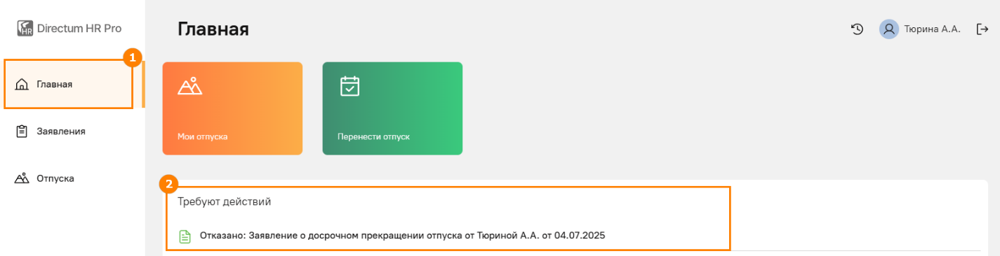 HR Directum HR Pro
Главная
Тюрина А.А.
1
Главная
Заявления
Отпуска
Мои отпуска
Перенести отпуск
2
Требуют действий
Отказано: Заявление о досрочном прекращении отпуска от Тюриной А.А. от 04.07.2025